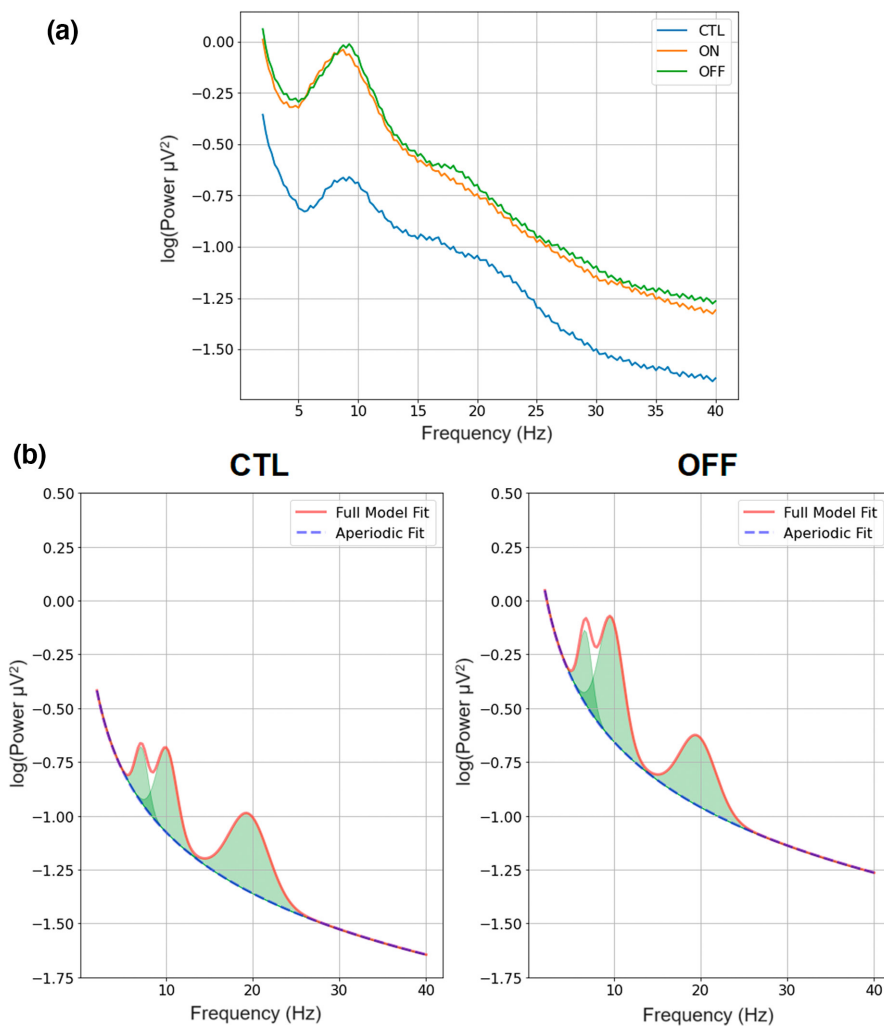 (a)
0.00
−0.25
−0.50
−0.75
−1.00
−1.25
−1.50
log(Power µV²)
5 10 15 20 25 30 35 40
Frequency (Hz)
CTL
ON
OFF
(b)
CTL
0.50
0.25
0.00
−0.25
−0.50
−0.75
−1.00
−1.25
−1.50
−1.75
log(Power µV²)
10 20 30 40
Frequency (Hz)
Full Model Fit
Aperiodic Fit
OFF
0.50
0.25
0.00
−0.25
−0.50
−0.75
−1.00
−1.25
−1.50
−1.75
log(Power µV²)
10 20 30 40
Frequency (Hz)
Full Model Fit
Aperiodic Fit